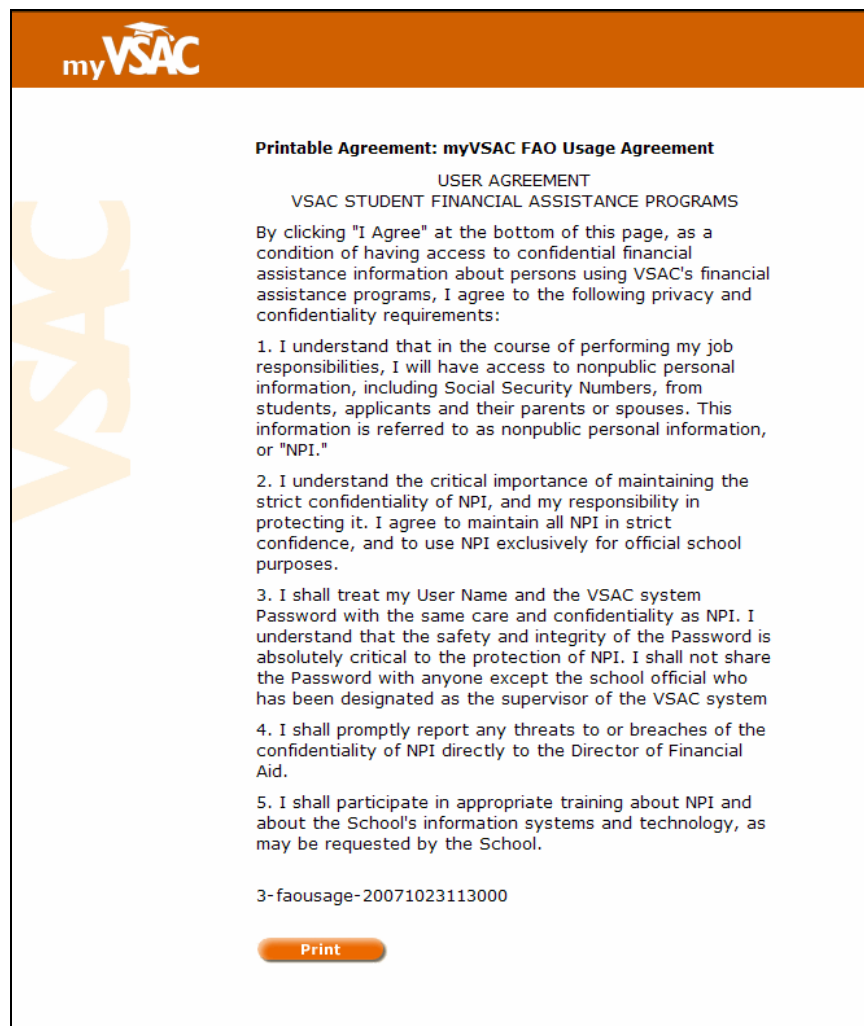 myVSAC
VSAC
Printable Agreement: myVSAC FAO Usage Agreement
USER AGREEMENT
VSAC STUDENT FINANCIAL ASSISTANCE PROGRAMS
By clicking "I Agree" at the bottom of this page, as a
condition of having access to confidential financial
assistance information about persons using VSAC's financial
assistance programs, I agree to the following privacy and
confidentiality requirements:
1. I understand that in the course of performing my job
responsibilities, I will have access to nonpublic personal
information, including Social Security Numbers, from
students, applicants and their parents or spouses. This
information is referred to as nonpublic personal information,
or "NPI."
2. I understand the critical importance of maintaining the
strict confidentiality of NPI, and my responsibility in
protecting it. I agree to maintain all NPI in strict
confidence, and to use NPI exclusively for official school
purposes.
3. I shall treat my User Name and the VSAC system
Password with the same care and confidentiality as NPI. I
understand that the safety and integrity of the Password is
absolutely critical to the protection of NPI. I shall not share
the Password with anyone except the school official who
has been designated as the supervisor of the VSAC system
4. I shall promptly report any threats to or breaches of the
confidentiality of NPI directly to the Director of Financial
Aid.
5. I shall participate in appropriate training about NPI and
about the School's information systems and technology, as
may be requested by the School.
3-faousage-20071023113000
Print